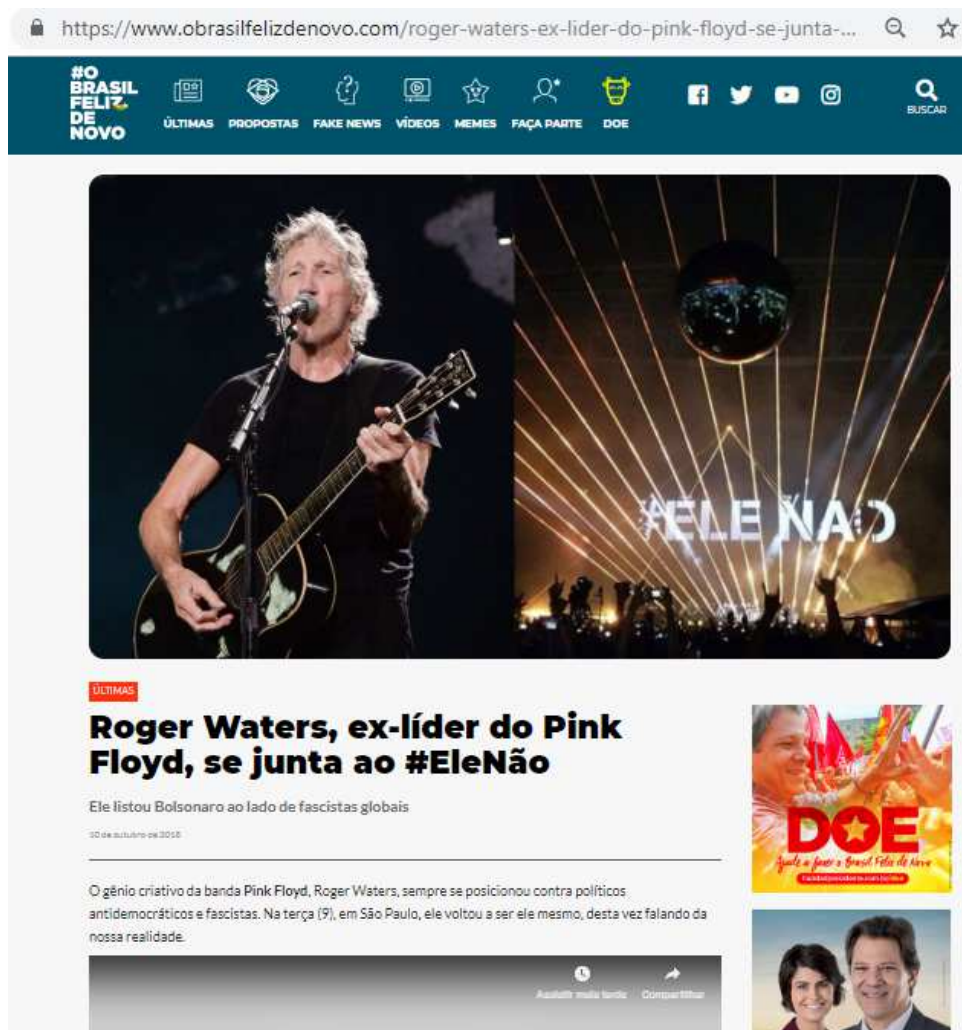 https://www.obrasilfelizdenovo.com/roger-waters-ex-lider-do-pink-floyd-se-junta-...
#O
BRASIL
FELIZ
DE
NOVO
ÚLTIMAS PROPOSTAS FAKE NEWS VÍDEOS MEMES FAÇA PARTE DOE
BUSCAR
#ELE NAO
ÚLTIMAS
Roger Waters, ex-líder do Pink
Floyd, se junta ao #EleNão
Ele listou Bolsonaro ao lado de fascistas globais
10 de outubro de 2018
DOE
Ajude a fazer o Brasil Feliz de Novo
O gênio criativo da banda Pink Floyd, Roger Waters, sempre se posicionou contra políticos
antidemocráticos e fascistas. Na terça (9), em São Paulo, ele voltou a ser ele mesmo, desta vez falando da
nossa realidade.
Assistir mais tarde Compartilhar